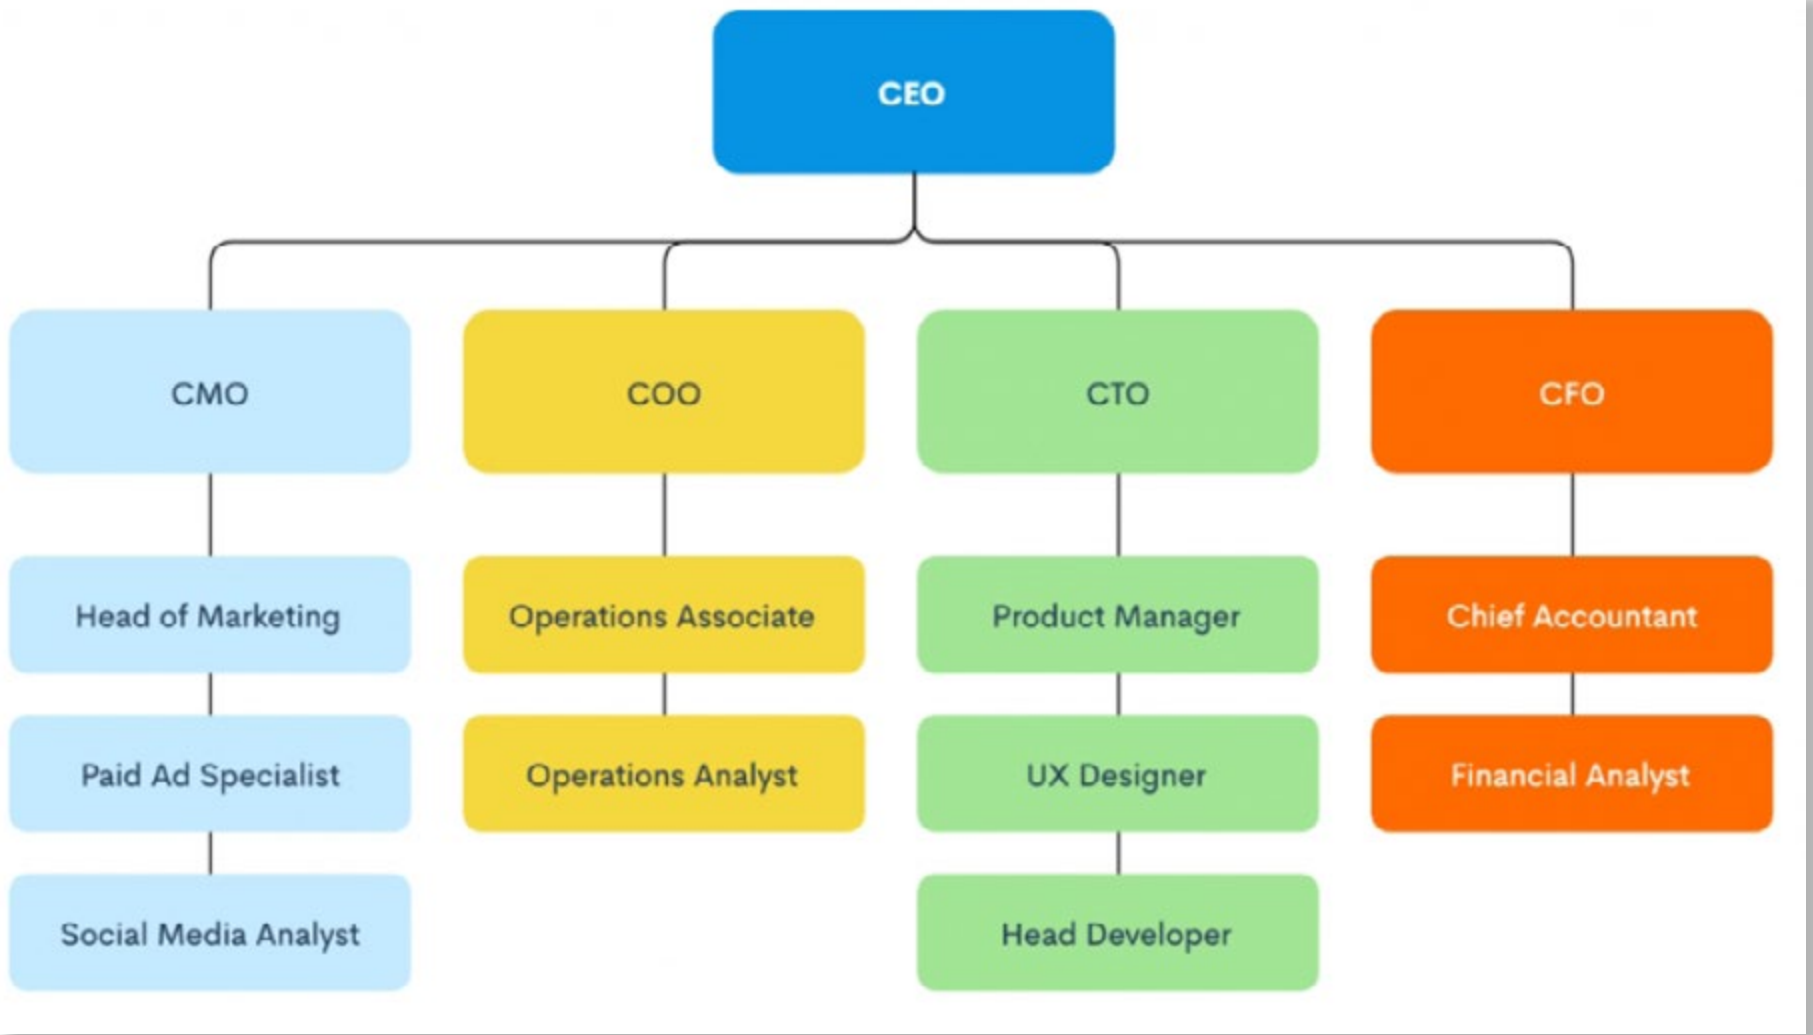 CEO
CMO
COO
CTO
CFO
Head of Marketing
Operations Associate
Product Manager
Chief Accountant
Paid Ad Specialist
Operations Analyst
UX Designer
Financial Analyst
Social Media Analyst
Head Developer